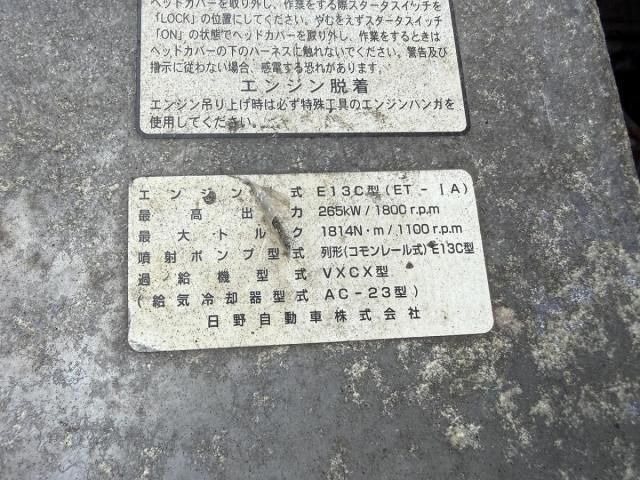 ヘッドカバーを取り外し、作業をする際スタータスイッチを
「LOCK」の位置にしてください。やむをえずスタータスイッチ
「ON」の状態でヘッドカバーを取り外し、作業をするときは
ヘッドカバーの下のハーネスに触れないでください。警告及び
指示に従わない場合、感電する恐れがあります。
エンジン脱着
エンジン吊り上げ時は必ず特殊工具のエンジンハンガを
使用してください。
エンジン 式 E13C型(ET-ⅠA)
最高出力 265kW/1800r.p.m
最大トルク 1814N・m/1100r.p.m
噴射ポンプ型式 列形(コモンレール式)E13C型
過給機型式 VXCX型
(給気冷却器型式 AC-23型)
日野自動車株式会社